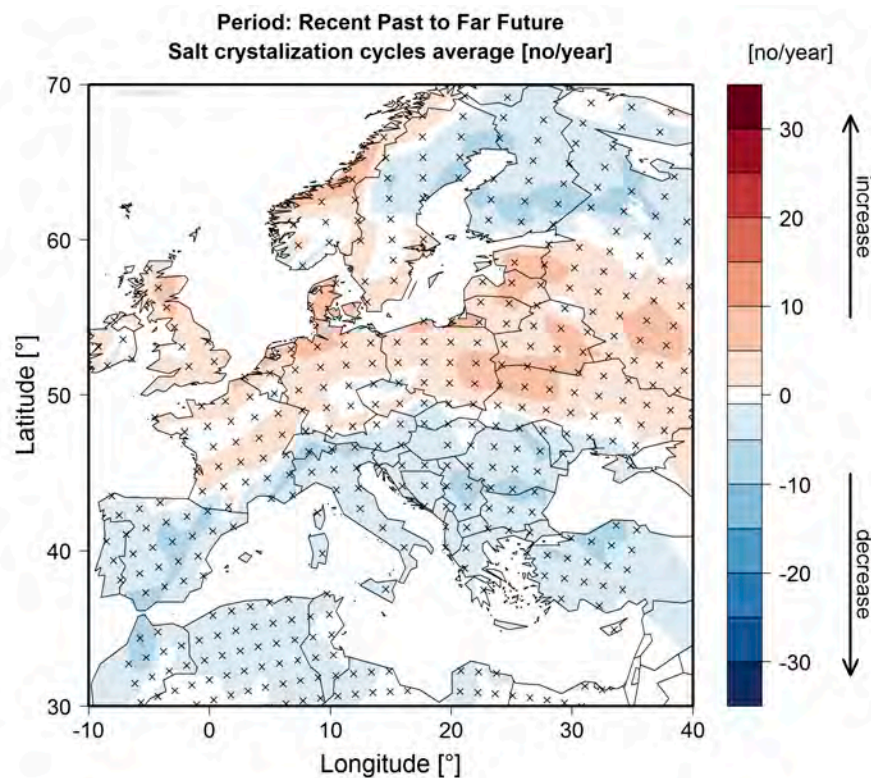 Period: Recent Past to Far Future
Salt crystalization cycles average [no/year]
[no/year]
70
60
50
40
30
Latitude [°]
-10
0
10
20
30
40
Longitude [°]
30
20
10
0
-10
-20
-30
increase
decrease